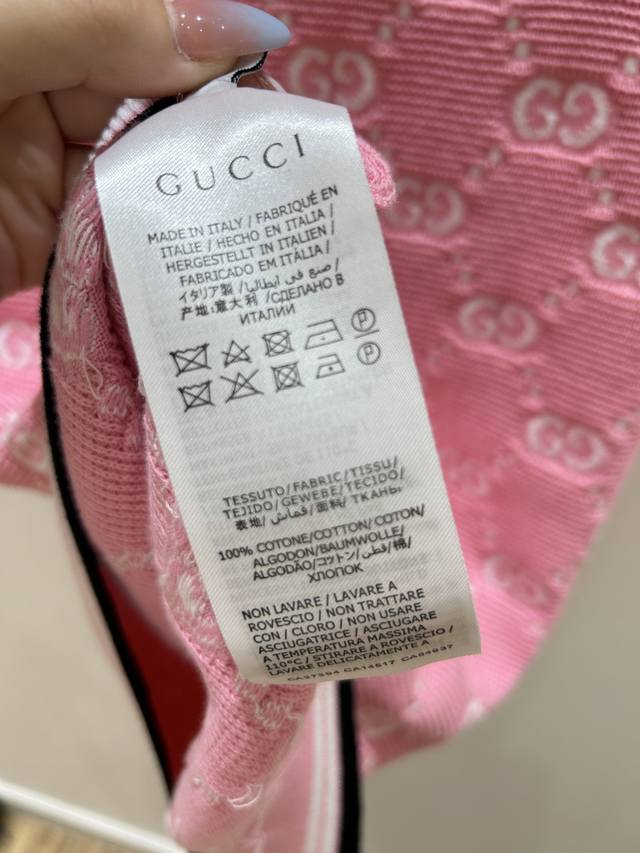 GUCCI
MADE IN ITALY / FABRIQUÉ EN
ITALIE / HECHO EN ITALIA /
HERGESTELLT IN ITALIEN /
FABRICADO EM ITÁLIA /
イタリア製 / صنع في ايطاليا /
产地:意大利 / СДЕЛАНО В
ИТАЛИИ
P
P
TESSUTO / FABRIC / TISSU /
TEJIDO / GEWEBE / TECIDO /
表地 / قماش / 面料 / ТКАНЬ.
100% COTONE / COTTON / COTON /
ALGODON / BAUMWOLLE /
ALGODÃO / コットン / قطن / 棉 /
ХЛОПОК
NON LAVARE / LAVARE A
ROVESCIO / NON TRATTARE
CON / CLORO / NON USARE
ASCIUGATRICE / ASCIUGARE
A TEMPERATURA MASSIMA
110°C / STIRARE A ROVESCIO /
LAVARE DELICATAMENTE A